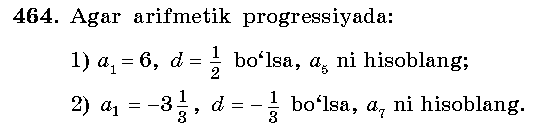 464. Agar arifmetik progressiyada:
1) a₁ = 6, d = 1/2 bo‘lsa, a₅ ni hisoblang;
2) a₁ = −3 1/3, d = −1/3 bo‘lsa, a₇ ni hisoblang.